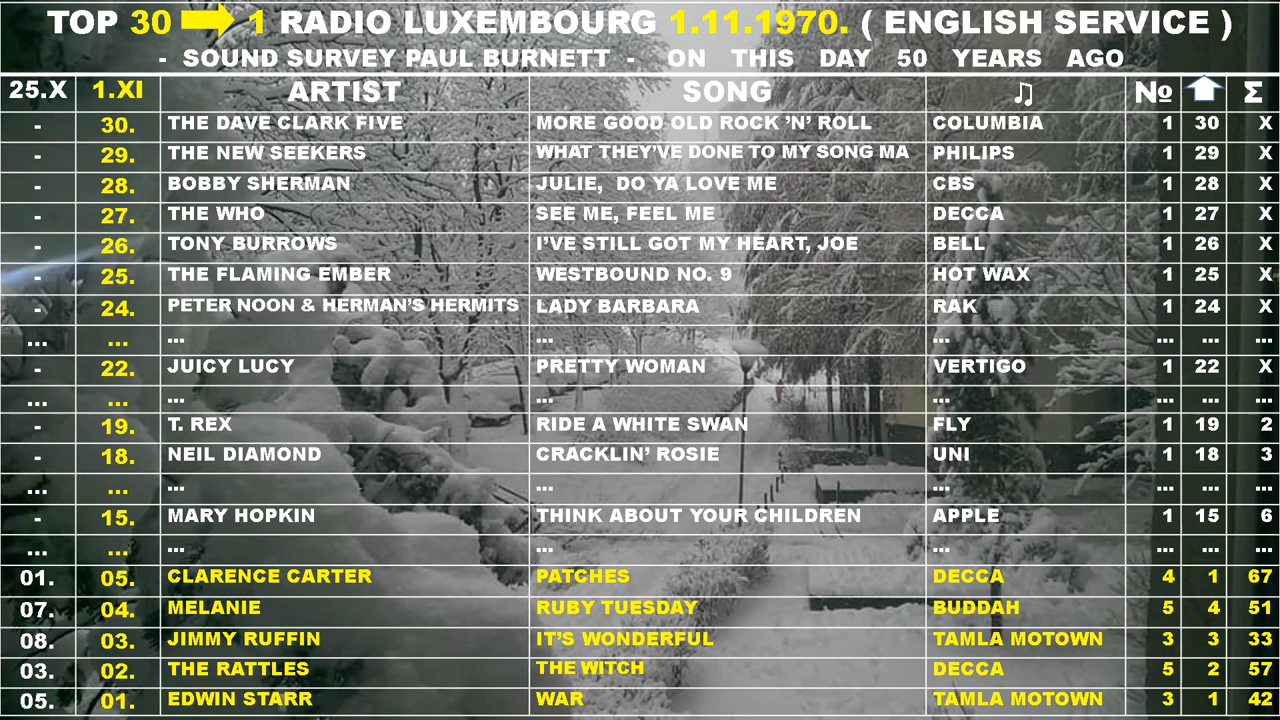 TOP 30 1 RADIO LUXEMBOURG 1.11.1970. ( ENGLISH SERVICE )
- SOUND SURVEY PAUL BURNETT - ON THIS DAY 50 YEARS AGO
25.X 1.XI ARTIST SONG ♫ № Σ
- 30. THE DAVE CLARK FIVE MORE GOOD OLD ROCK 'N' ROLL COLUMBIA 1 30 X
- 29. THE NEW SEEKERS WHAT THEY'VE DONE TO MY SONG MA PHILIPS 1 29 X
- 28. BOBBY SHERMAN JULIE, DO YA LOVE ME CBS 1 28 X
- 27. THE WHO SEE ME, FEEL ME DECCA 1 27 X
- 26. TONY BURROWS I'VE STILL GOT MY HEART, JOE BELL 1 26 X
- 25. THE FLAMING EMBER WESTBOUND NO. 9 HOT WAX 1 25 X
- 24. PETER NOON & HERMAN'S HERMITS LADY BARBARA RAK 1 24 X
... ... ... ... ... ... ... ...
- 22. JUICY LUCY PRETTY WOMAN VERTIGO 1 22 X
... ... ... ... ... ... ... ...
- 19. T. REX RIDE A WHITE SWAN FLY 1 19 2
- 18. NEIL DIAMOND CRACKLIN' ROSIE UNI 1 18 3
... ... ... ... ... ... ... ...
- 15. MARY HOPKIN THINK ABOUT YOUR CHILDREN APPLE 1 15 6
... ... ... ... ... ... ... ...
01. 05. CLARENCE CARTER PATCHES DECCA 4 1 67
07. 04. MELANIE RUBY TUESDAY BUDDAH 5 4 51
08. 03. JIMMY RUFFIN IT'S WONDERFUL TAMLA MOTOWN 3 3 33
03. 02. THE RATTLES THE WITCH DECCA 5 2 57
05. 01. EDWIN STARR WAR TAMLA MOTOWN 3 1 42